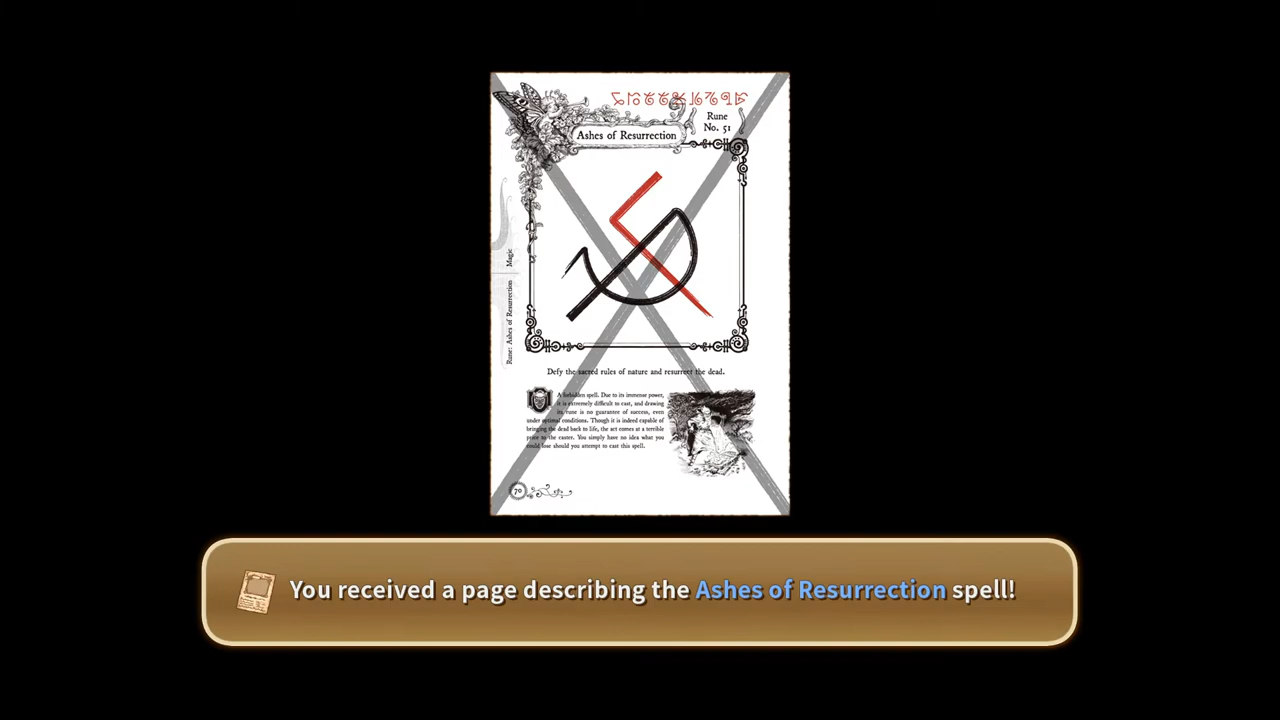 Rune
No. 51
Ashes of Resurrection
Rune: Ashes of Resurrection Magic
Defy the sacred rules of nature and resurrect the dead.
A forbidden spell. Due to its immense power,
it is extremely difficult to cast, and drawing
its rune is no guarantee of success, even
under optimal conditions. Though it is indeed capable of
bringing the dead back to life, the act comes at a terrible
price to the caster. You simply have no idea what you
could lose should you attempt to cast this spell.
70
You received a page describing the Ashes of Resurrection spell!